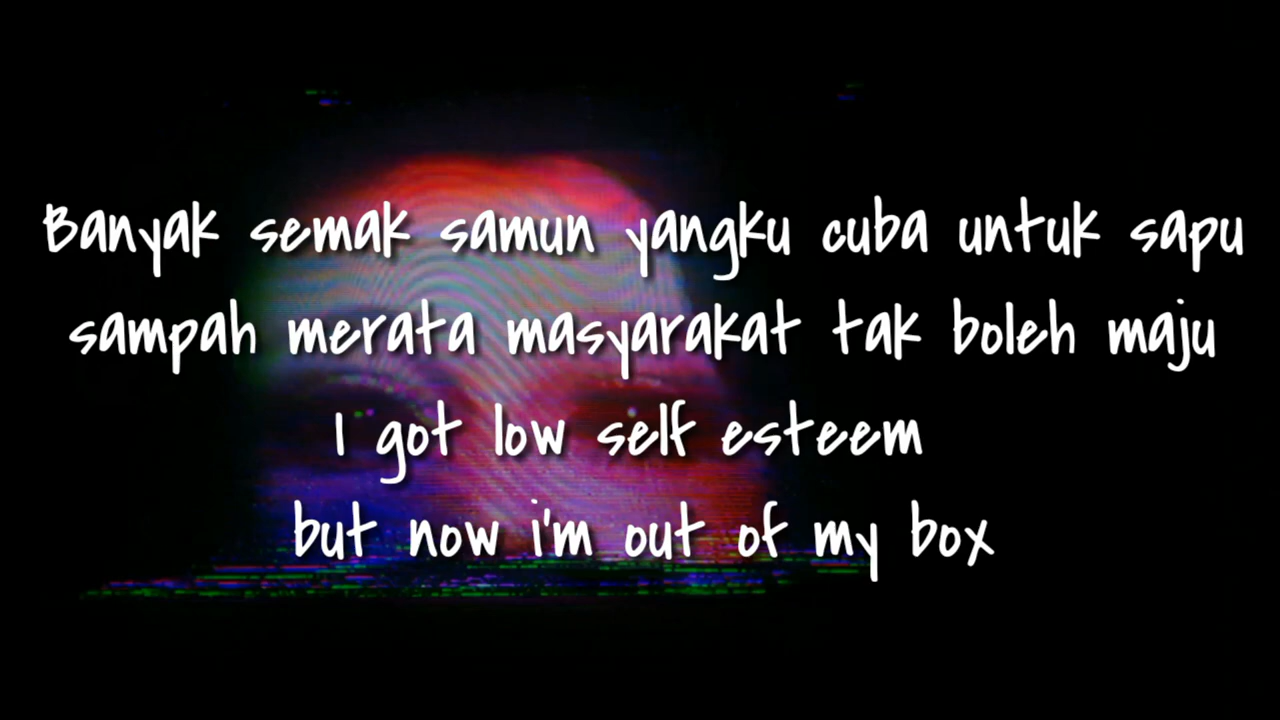 Banyak semak samun yangku cuba untuk sapu
sampah merata masyarakat tak boleh maju
I got low self esteem
but now i'm out of my box